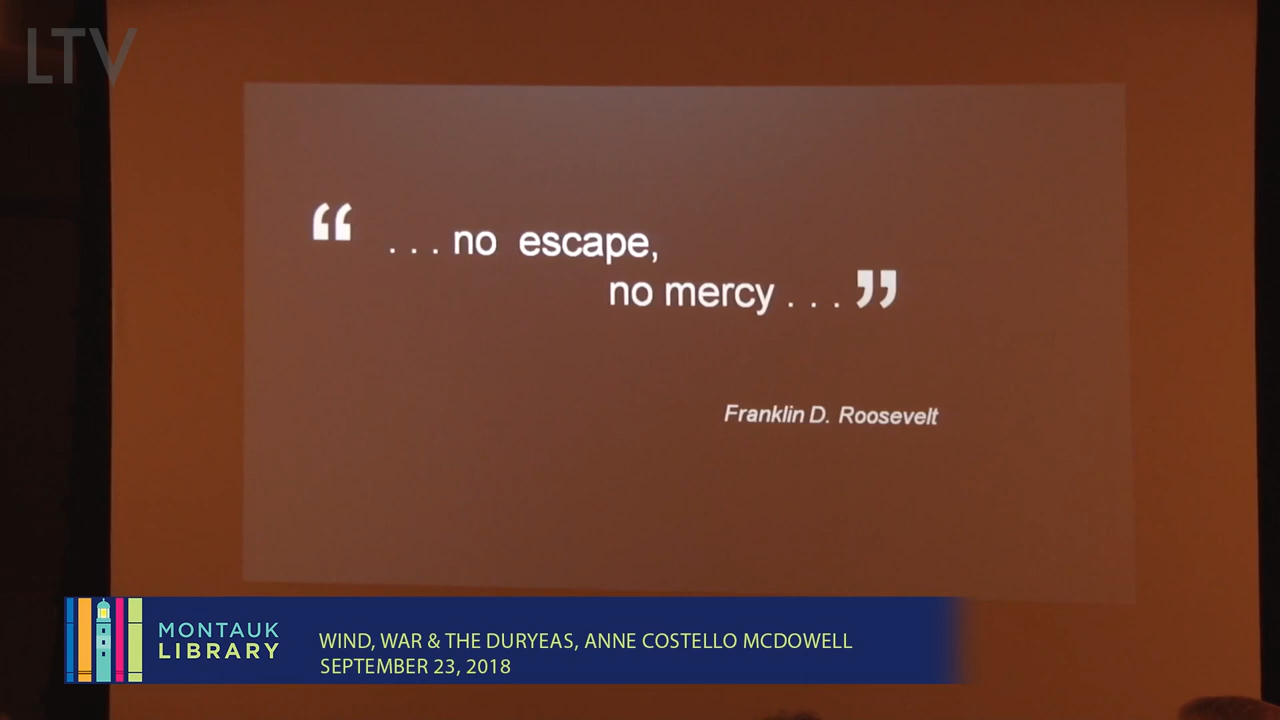 LTV
“ . . . no escape,
no mercy . . . ”
Franklin D. Roosevelt
MONTAUK
LIBRARY
WIND, WAR & THE DURYEAS, ANNE COSTELLO MCDOWELL
SEPTEMBER 23, 2018